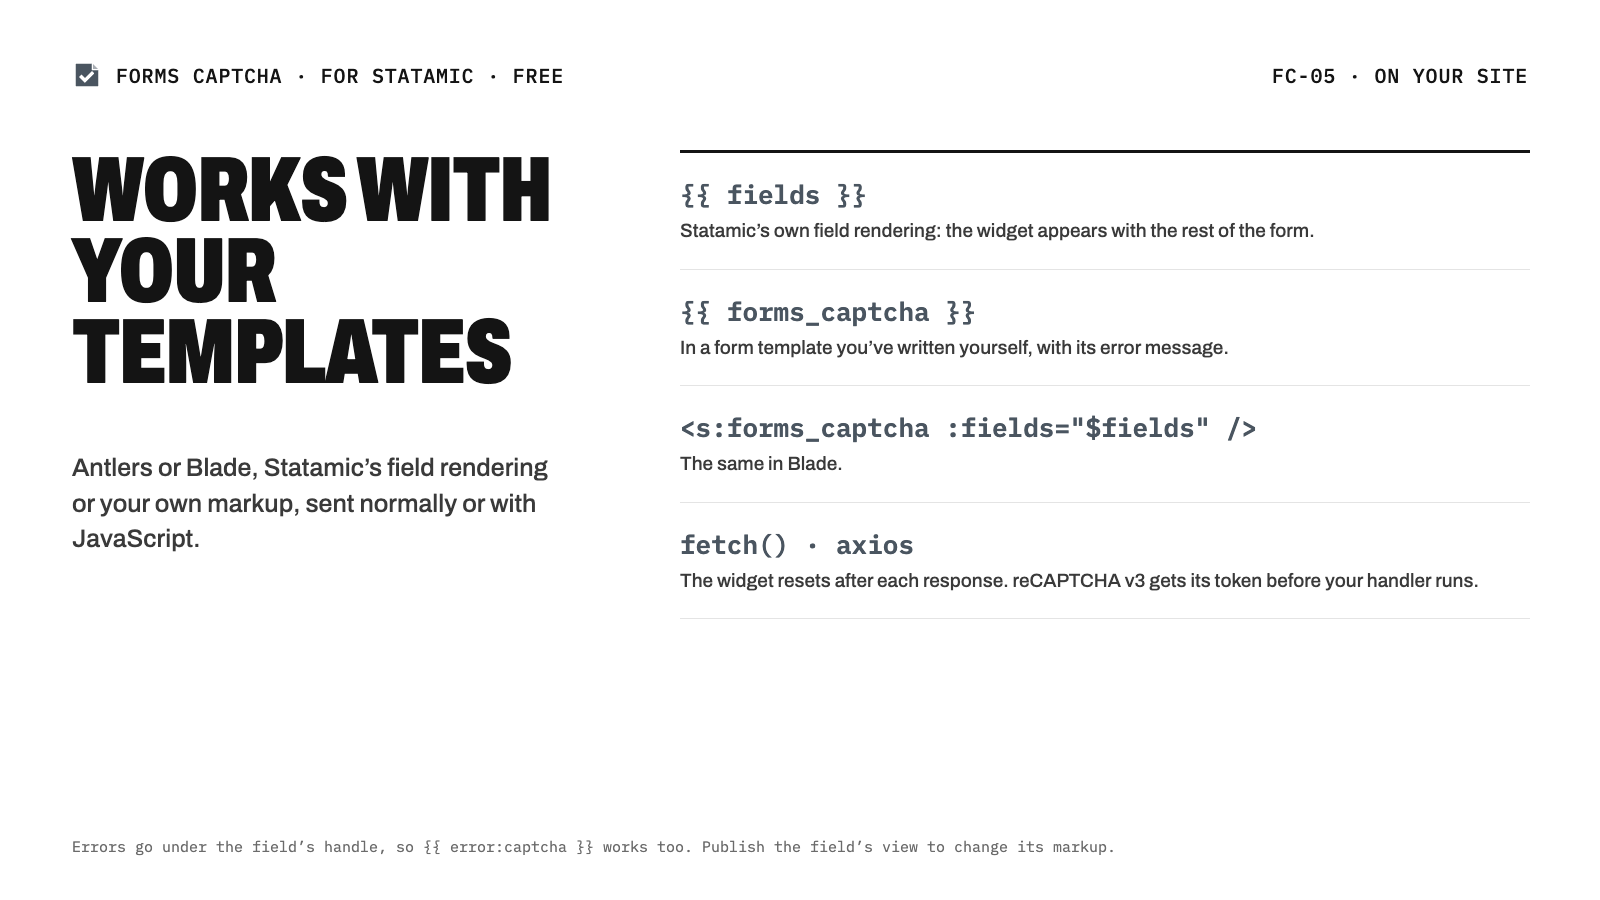 FORMS CAPTCHA · FOR STATAMIC · FREE
FC-05 · ON YOUR SITE
WORKS WITH
YOUR
TEMPLATES
Antlers or Blade, Statamic’s field rendering
or your own markup, sent normally or with
JavaScript.
{{ fields }}
Statamic’s own field rendering: the widget appears with the rest of the form.
{{ forms_captcha }}
In a form template you’ve written yourself, with its error message.
<s:forms_captcha :fields="$fields" />
The same in Blade.
fetch() · axios
The widget resets after each response. reCAPTCHA v3 gets its token before your handler runs.
Errors go under the field’s handle, so {{ error:captcha }} works too. Publish the field’s view to change its markup.